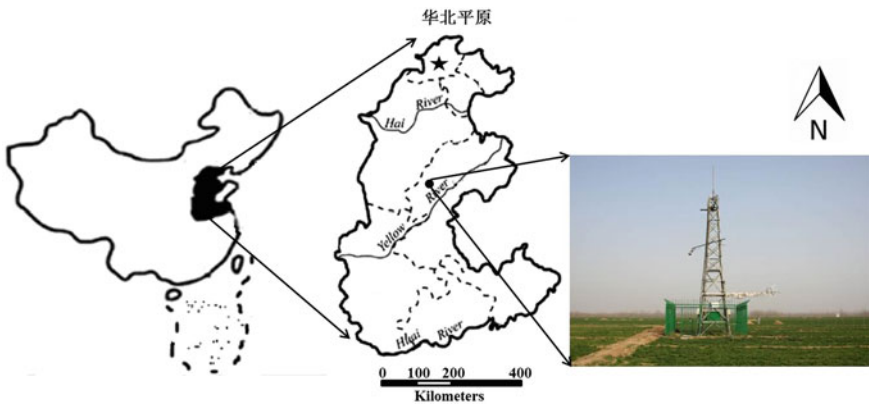 华北平原
Hai River
Yellow River
Huai River
0 100 200 400
Kilometers
N